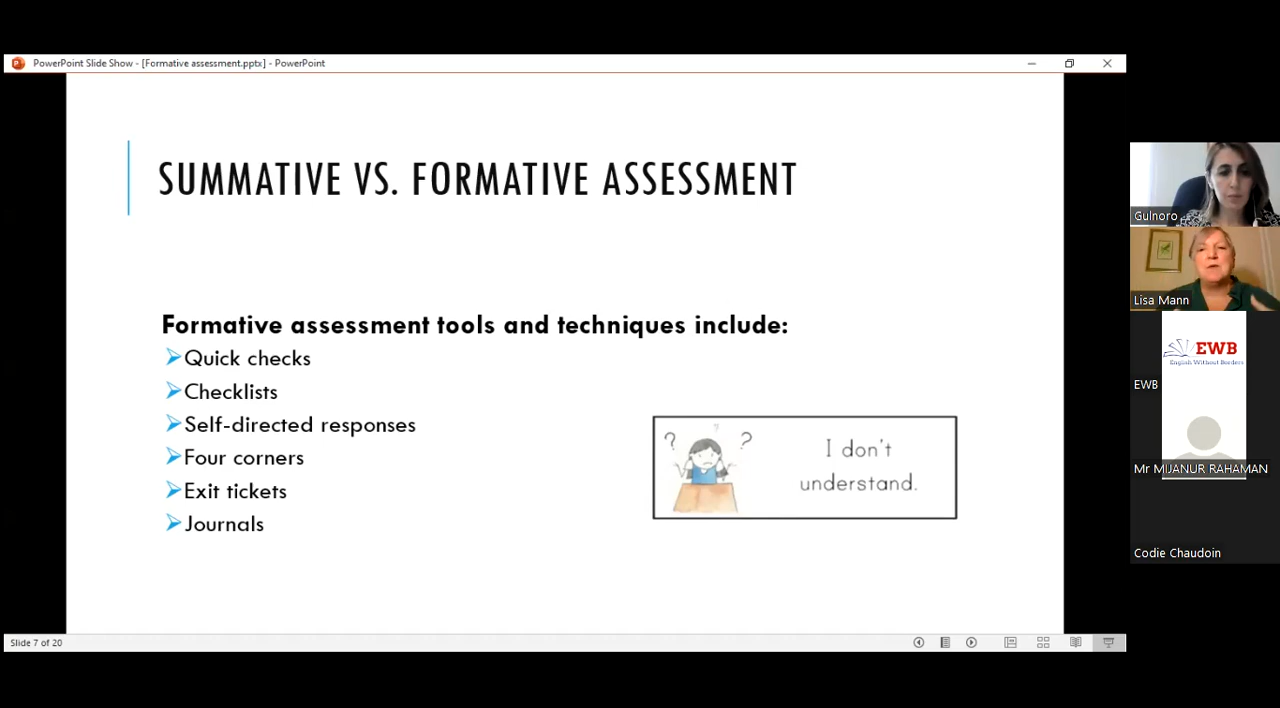 PowerPoint Slide Show - [Formative assessment.pptx] - PowerPoint
SUMMATIVE VS. FORMATIVE ASSESSMENT
Formative assessment tools and techniques include:
Quick checks
Checklists
Self-directed responses
Four corners
Exit tickets
Journals
? ? ?
I don't
understand.
Slide 7 of 20
Gulnoro
Lisa Mann
EWB
English Without Borders
EWB
Mr MIJANUR RAHAMAN
Codie Chaudoin